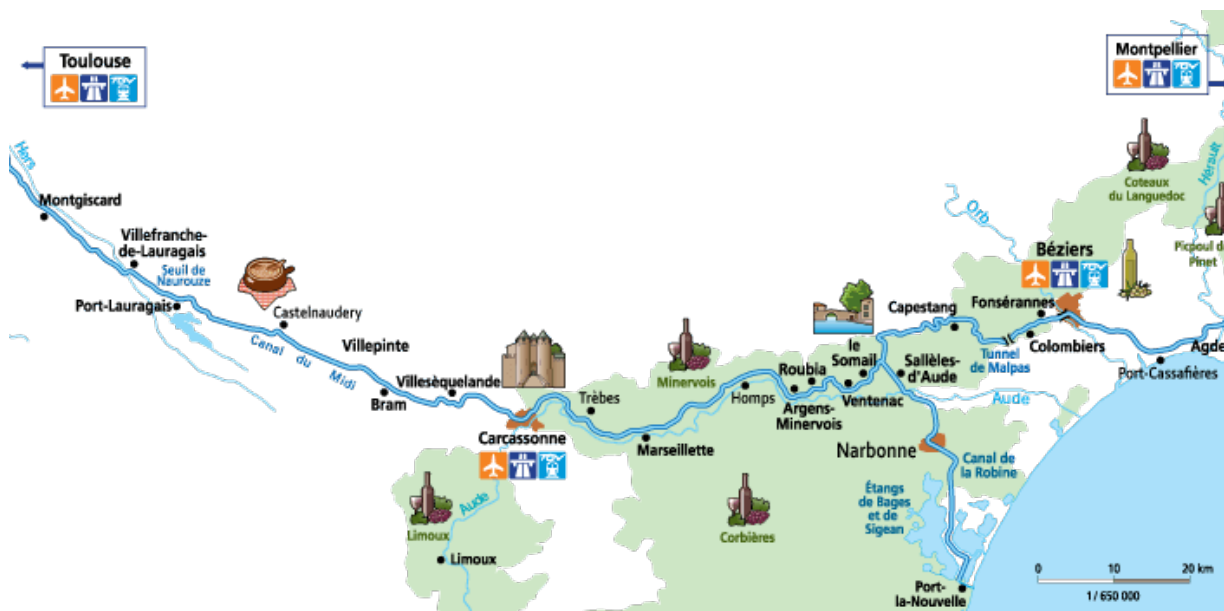 Toulouse
TGV
Montpellier
TGV
Hers
Montgiscard
Villefranche-
de-Lauragais
Seuil de
Naurouze
Port-Lauragais
Castelnaudery
Canal du Midi
Villepinte
Bram
Villesèquelande
Carcassonne
TGV
Aude
Limoux
Limoux
Trèbes
Marseillette
Minervois
Homps
Corbières
Roubia
Argens-
Minervois
le
Somail
Ventenac
Capestang
Sallèles-
d'Aude
Narbonne
Canal de
la Robine
Étangs
de Bages
et de
Sigean
Port-
la-Nouvelle
Aude
Orb
Béziers
TGV
Fonsérannes
Colombiers
Tunnel
de Malpas
Coteaux
du Languedoc
Hérault
Picpoul de
Pinet
Agde
Port-Cassafières
0 10 20 km
1/ 650 000